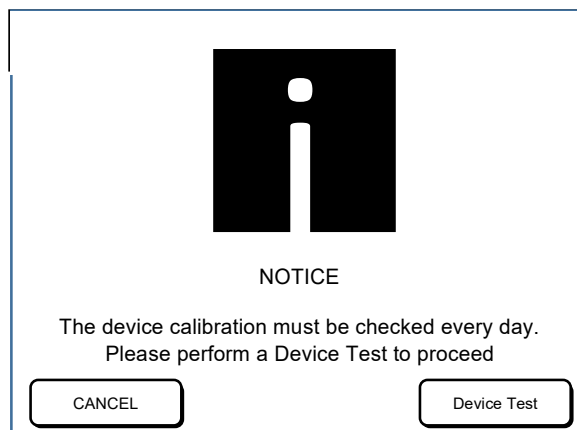 NOTICE
The device calibration must be checked every day.
Please perform a Device Test to proceed
CANCEL
Device Test